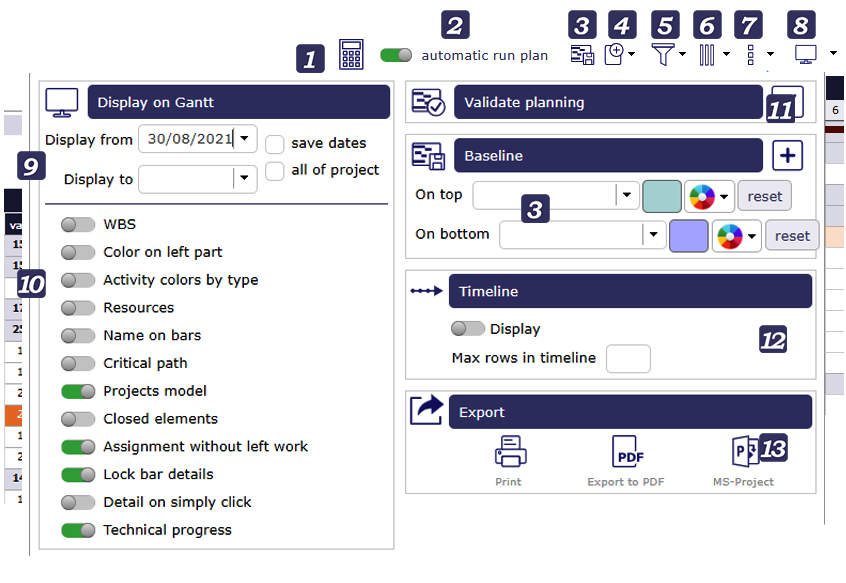 1
2
automatic run plan
3
4
5
6
7
8
Display on Gantt
Display from 30/08/2021
save dates
9
Display to
all of project
10
WBS
Color on left part
Activity colors by type
Resources
Name on bars
Critical path
Projects model
Closed elements
Assignment without left work
Lock bar details
Detail on simply click
Technical progress
Validate planning
11
Baseline
On top
reset
3
On bottom
reset
Timeline
Display
12
Max rows in timeline
Export
13
PDF
P
Print
Export to PDF
MS-Project
va
15
15
17
25
1
1
2
2
1
2
14
1
6